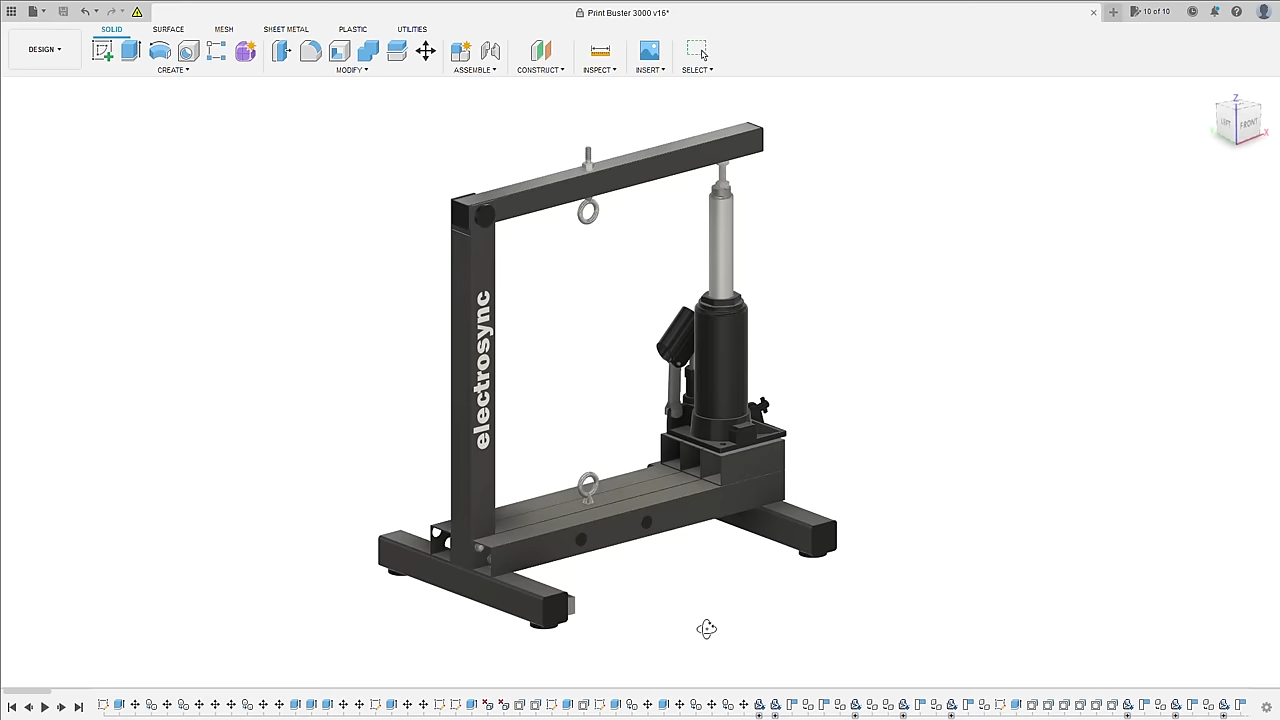 Print Buster 3000 v16*
10 of 10
DESIGN
SOLID
SURFACE
MESH
SHEET METAL
PLASTIC
UTILITIES
CREATE
MODIFY
ASSEMBLE
CONSTRUCT
INSPECT
INSERT
SELECT
Z
LEFT
FRONT
Y
X
electrosync